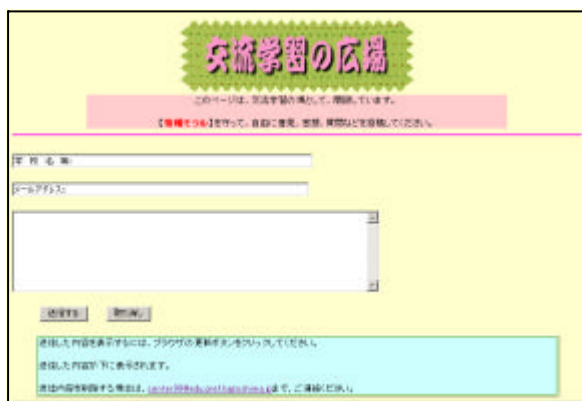 交流学習の広場
このページは、交流学習の場として、開設しています。
【情報モラル】を守って、自由に意見、感想、質問などを投稿してください。
学 校 名 等:
メールアドレス:
送信する 取り消し
送信した内容を表示するには、ブラウザの更新ボタンをクリックしてください。
送信した内容が下に表示されます。
送信内容を削除する場合は、まで、ご連絡ください。